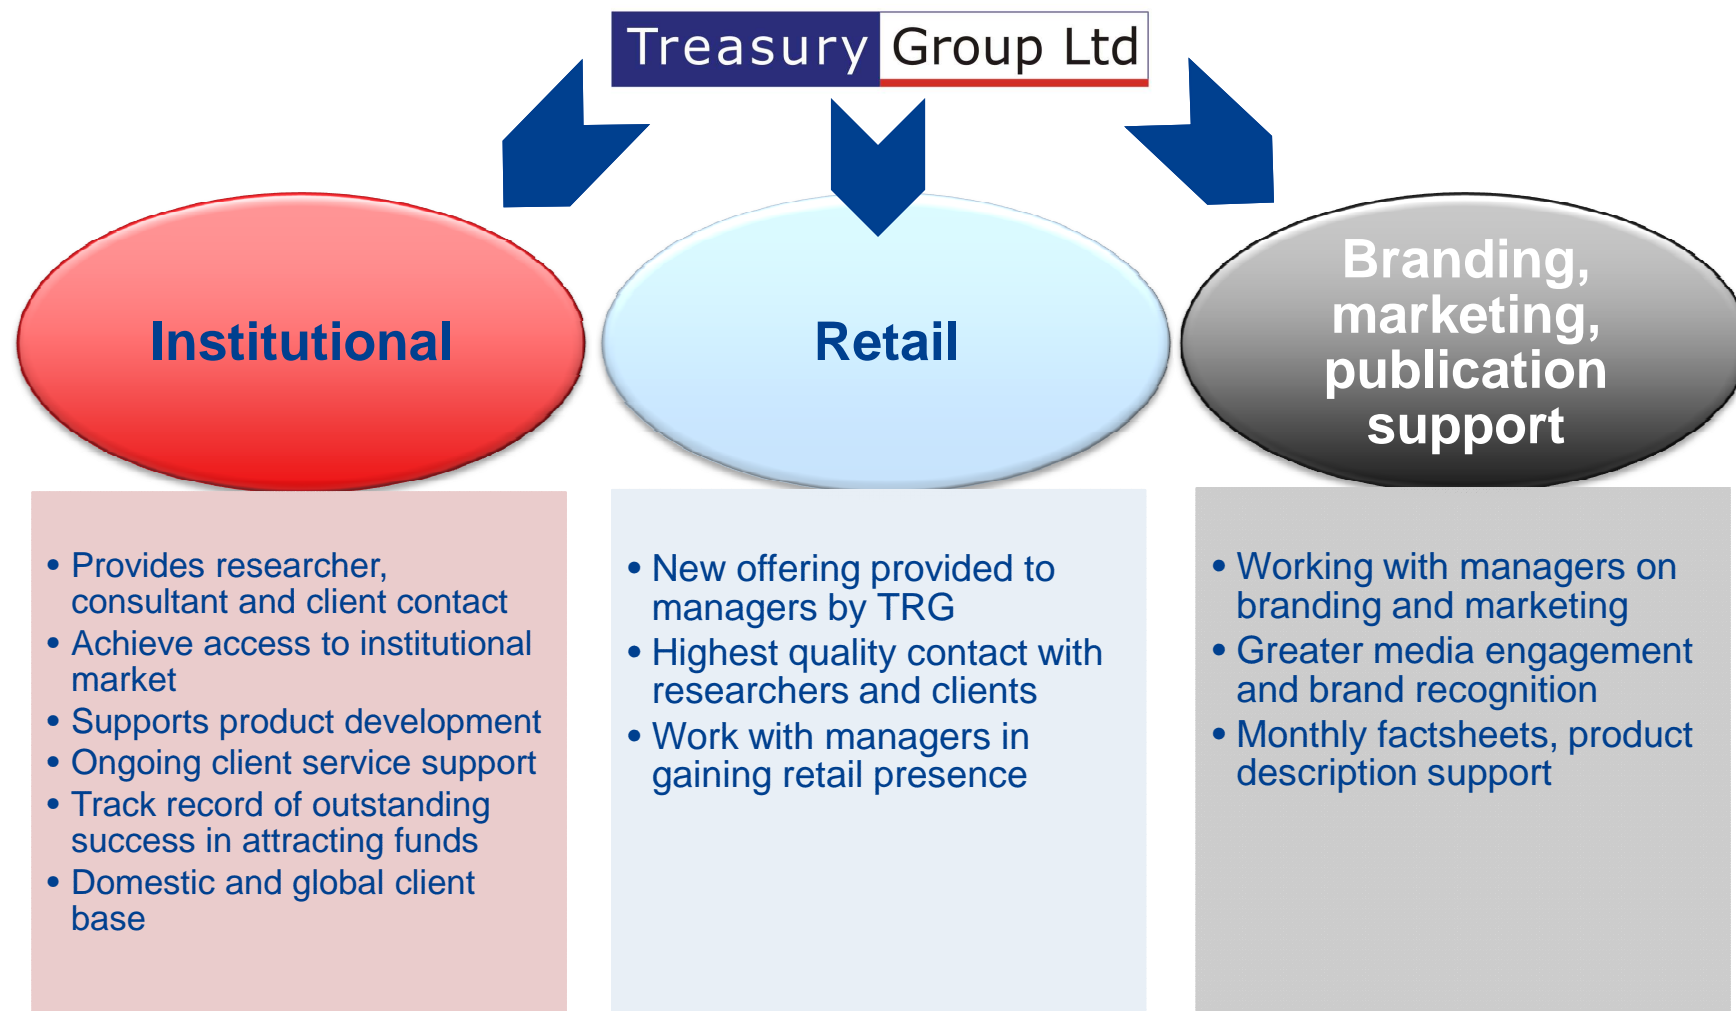 Treasury Group Ltd
Institutional
• Provides researcher,
consultant and client contact
• Achieve access to institutional
market
• Supports product development
• Ongoing client service support
• Track record of outstanding
success in attracting funds
• Domestic and global client
base
Retail
• New offering provided to
managers by TRG
• Highest quality contact with
researchers and clients
• Work with managers in
gaining retail presence
Branding,
marketing,
publication
support
• Working with managers on
branding and marketing
• Greater media engagement
and brand recognition
• Monthly factsheets, product
description support